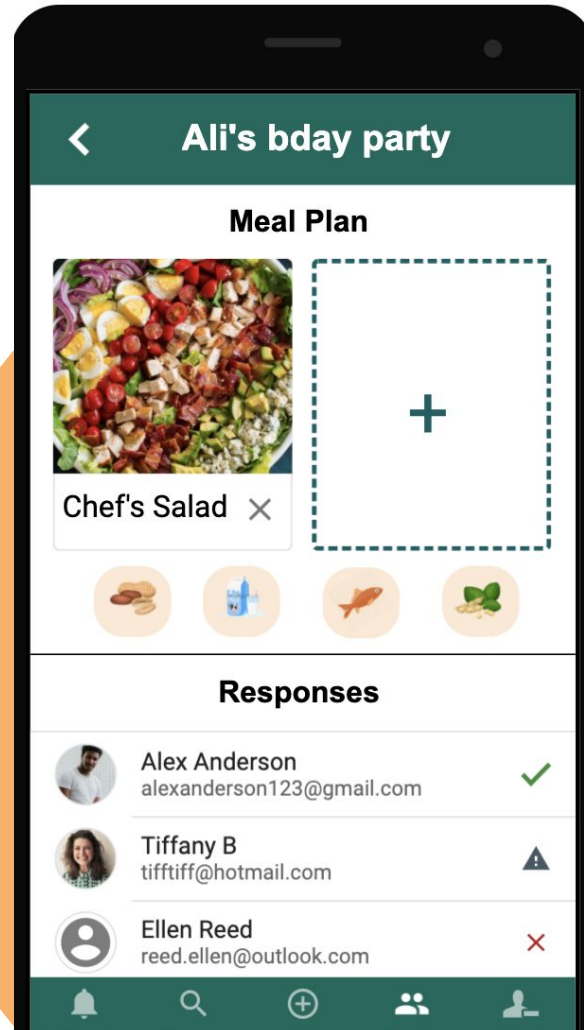 Ali's bday party
Meal Plan
Chef's Salad
Responses
Alex Anderson
alexanderson123@gmail.com
Tiffany B
tifftiff@hotmail.com
Ellen Reed
reed.ellen@outlook.com